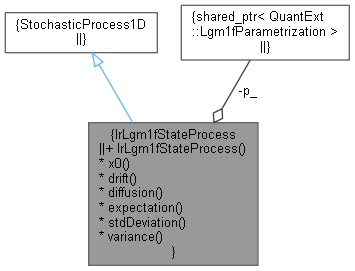 {StochasticProcess1D
||}
{shared_ptr< QuantExt
::Lgm1fParametrization >
||}
-p_
{IrLgm1fStateProcess
||+ IrLgm1fStateProcess()
* x0()
* drift()
* diffusion()
* expectation()
* stdDeviation()
* variance()
}